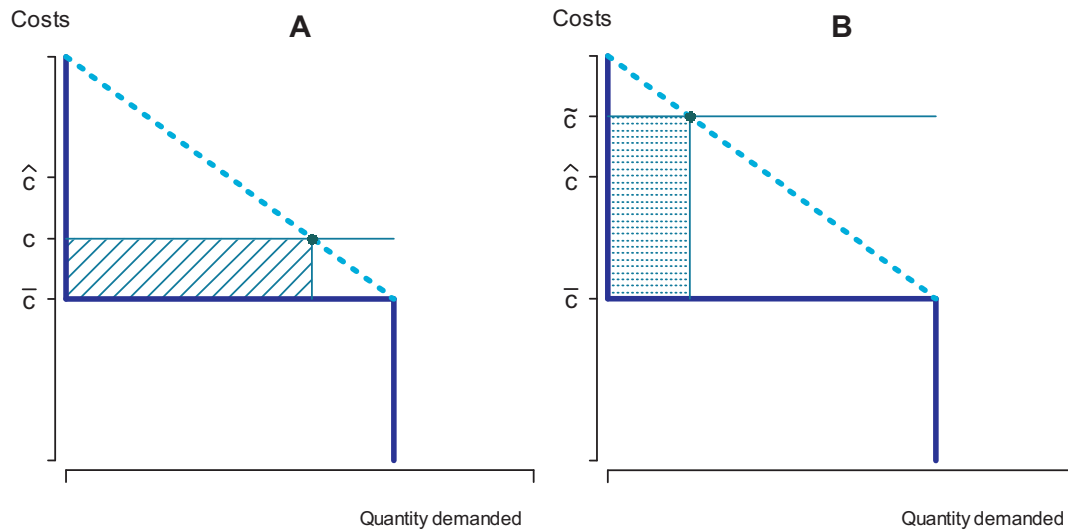 Costs
A
ĉ
c
c̄
Quantity demanded
Costs
B
c̃
ĉ
c̄
Quantity demanded